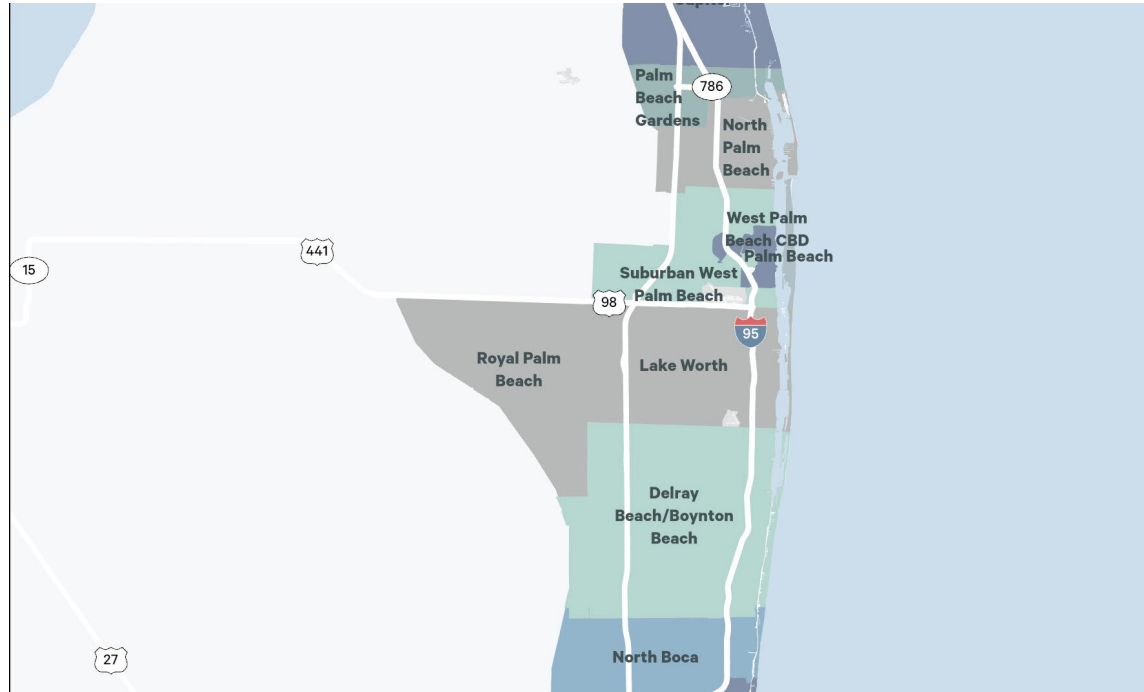 Palm
Beach
Gardens
786
North
Palm
Beach
West Palm
Beach CBD
Palm Beach
441
15
Suburban West
Palm Beach
98
95
Royal Palm
Beach
Lake Worth
Delray
Beach/Boynton
Beach
North Boca
27